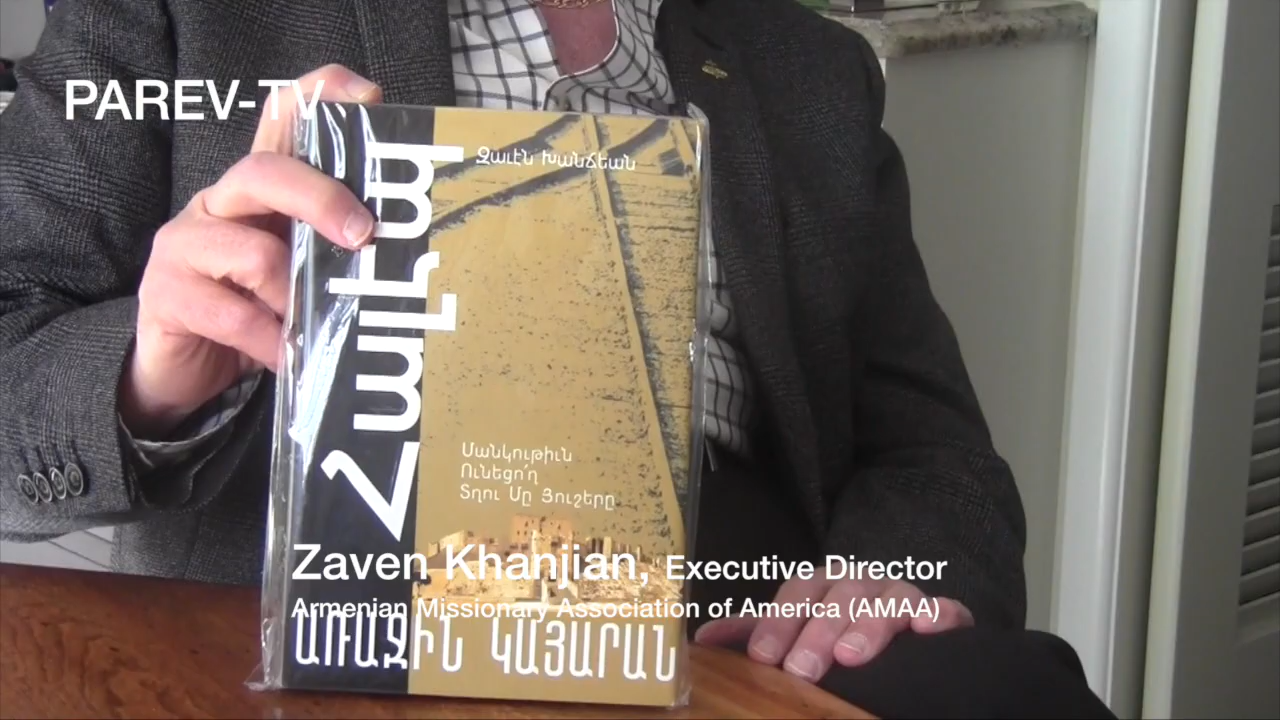 PAREV-TV
Զաւէն Խանճեան
Հալէպ
Մանկութիւն
Ունեցո՛ղ
Տղու Մը Յուշերը
Zaven Khanjian, Executive Director
Armenian Missionary Association of America (AMAA)
ԱՌԱՋԻՆ ԿԱՅԱՐԱՆ